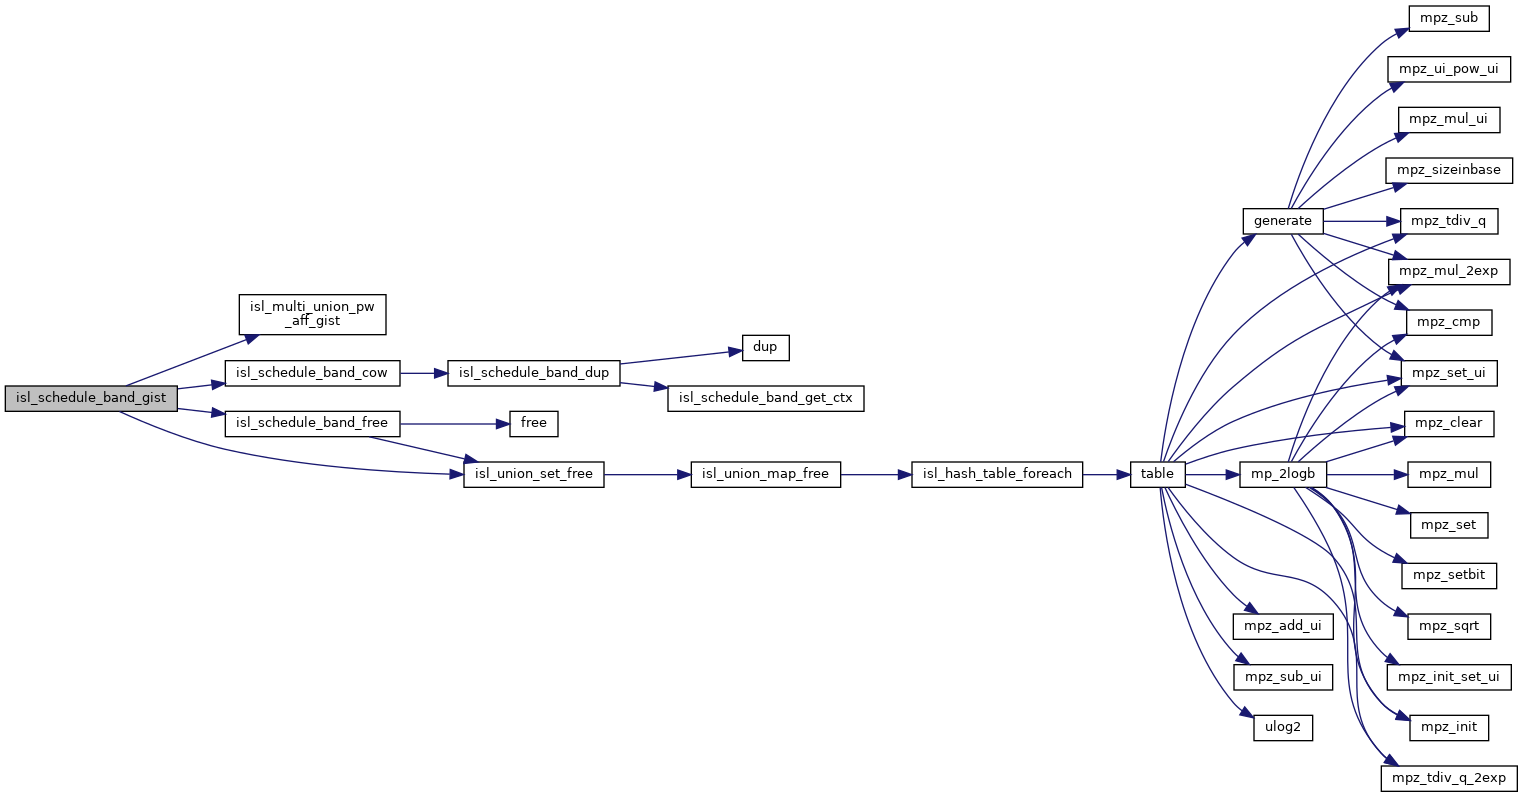 mpz_sub
mpz_ui_pow_ui
mpz_mul_ui
mpz_sizeinbase
generate
mpz_tdiv_q
mpz_mul_2exp
isl_multi_union_pw
_aff_gist
mpz_cmp
dup
isl_schedule_band_cow
isl_schedule_band_dup
mpz_set_ui
isl_schedule_band_gist
isl_schedule_band_get_ctx
isl_schedule_band_free
free
mpz_clear
isl_union_set_free
isl_union_map_free
isl_hash_table_foreach
table
mp_2logb
mpz_mul
mpz_set
mpz_setbit
mpz_add_ui
mpz_sqrt
mpz_sub_ui
mpz_init_set_ui
ulog2
mpz_init
mpz_tdiv_q_2exp